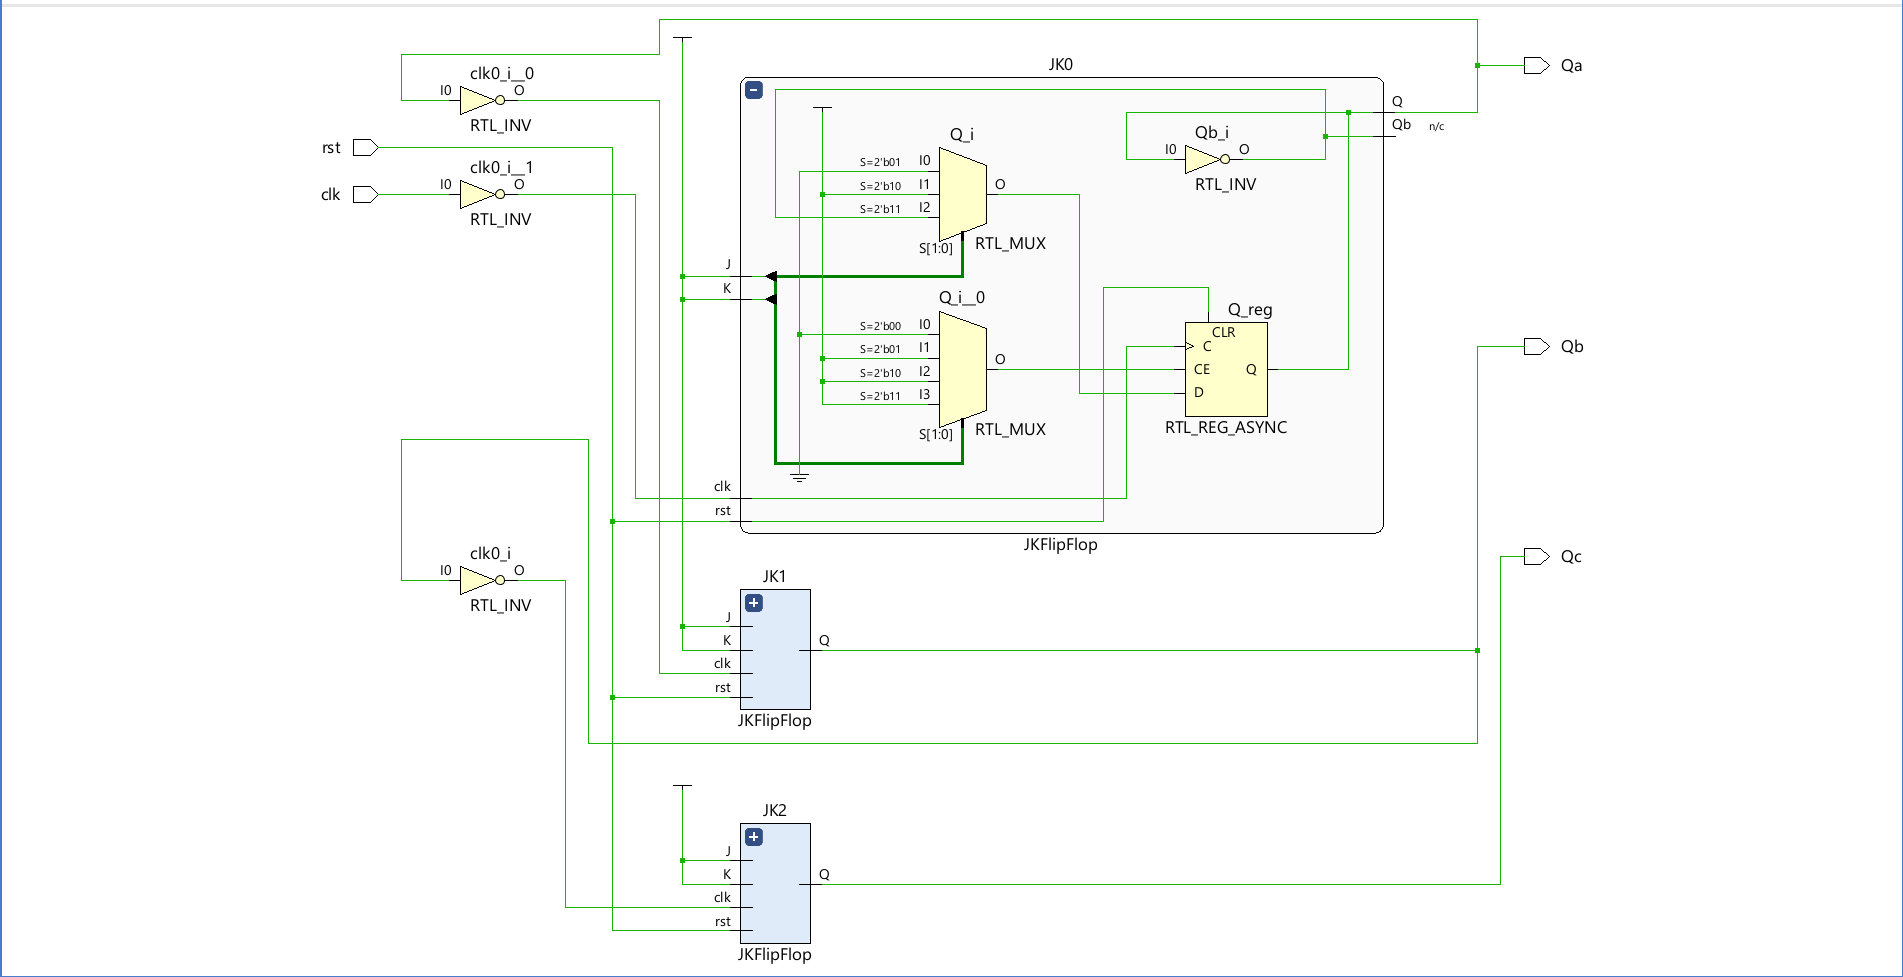 JK0
Qa
clk0_i__0
I0
O
RTL_INV
Q
Qb
n/c
Q_i
Qb_i
I0
O
RTL_INV
rst
clk0_i__1
clk
I0
O
RTL_INV
S=2'b01
I0
S=2'b10
I1
O
S=2'b11
I2
S[1:0]
RTL_MUX
J
K
Q_i__0
Q_reg
S=2'b00
I0
S=2'b01
I1
O
S=2'b10
I2
S=2'b11
I3
S[1:0]
RTL_MUX
CLR
C
CE
Q
D
RTL_REG_ASYNC
Qb
clk
rst
JKFlipFlop
clk0_i
I0
O
RTL_INV
Qc
JK1
J
K
Q
clk
rst
JKFlipFlop
JK2
J
K
Q
clk
rst
JKFlipFlop